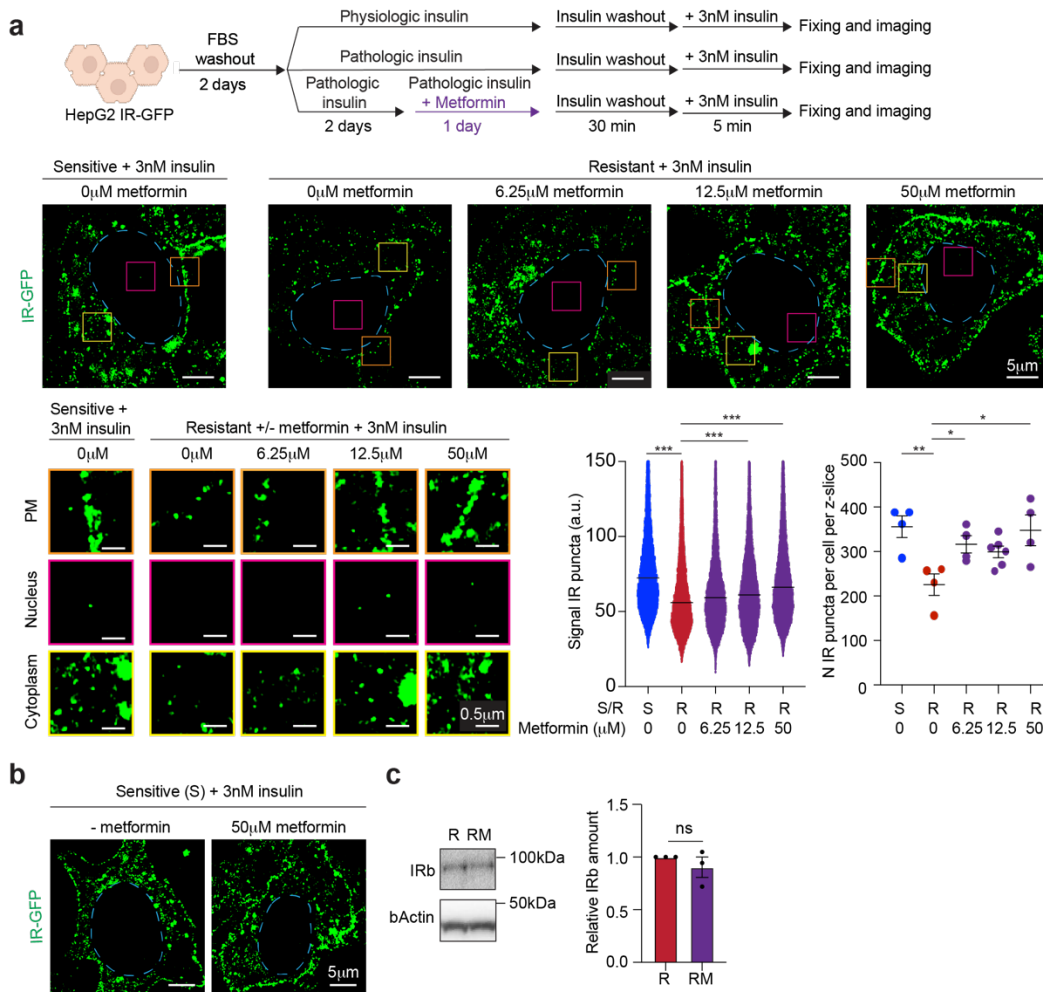 a
FBS
washout
2 days
HepG2 IR-GFP
Physiologic insulin
Insulin washout
+ 3nM insulin
Fixing and imaging
Pathologic insulin
Insulin washout
+ 3nM insulin
Fixing and imaging
Pathologic
insulin
2 days
Pathologic insulin
+ Metformin
1 day
Insulin washout
30 min
+ 3nM insulin
5 min
Fixing and imaging
Sensitive + 3nM insulin
Resistant + 3nM insulin
0μM metformin
0μM metformin
6.25μM metformin
12.5μM metformin
50μM metformin
IR-GFP
5μm
Sensitive +
3nM insulin
Resistant +/- metformin + 3nM insulin
0μM
0μM
6.25μM
12.5μM
50μM
PM
Nucleus
Cytoplasm
0.5μm
Signal IR puncta (a.u.)
150
100
50
0
***
***
***
S/R
S
R
R
R
R
Metformin (μM)
0
0
6.25
12.5
50
N IR puncta per cell per z-slice
500
400
300
200
100
0
*
*
**
S
R
R
R
R
0
0
6.25
12.5
50
b
Sensitive (S) + 3nM insulin
- metformin
50μM metformin
IR-GFP
5μm
c
R RM
IRb
100kDa
50kDa
bActin
Relative IRb amount
1.5
1.0
0.5
0.0
ns
R
RM